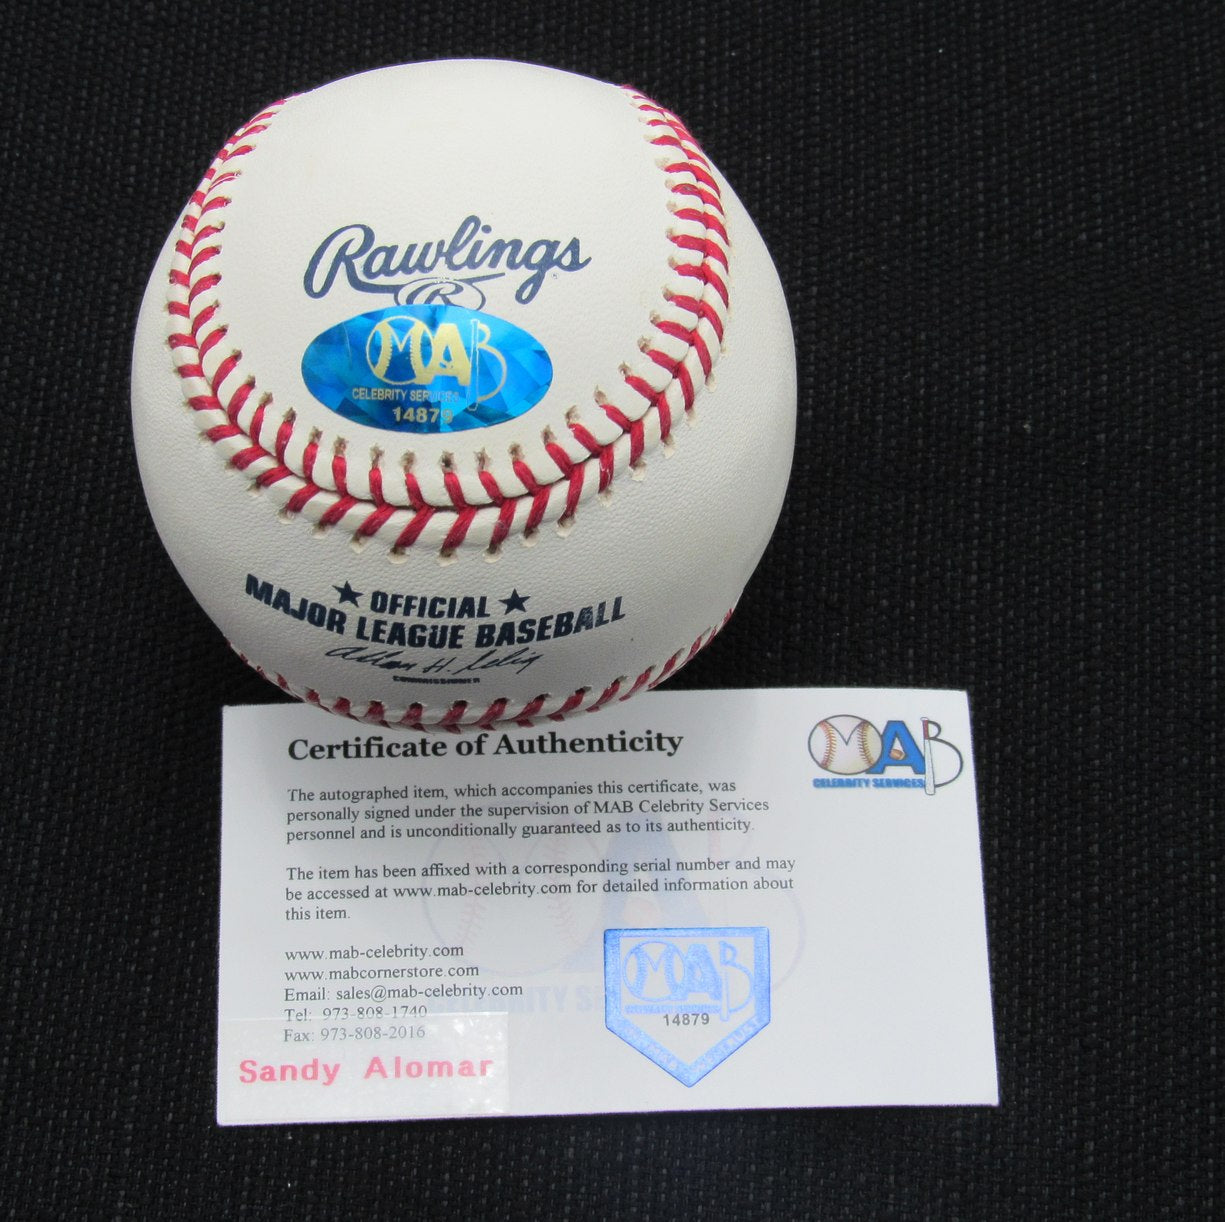 Rawlings
R
MAB
CELEBRITY SERVICES
14879
★ OFFICIAL ★
MAJOR LEAGUE BASEBALL
Allan H. Selig
COMMISSIONER
Certificate of Authenticity
MAB
CELEBRITY SERVICES
The autographed item, which accompanies this certificate, was
personally signed under the supervision of MAB Celebrity Services
personnel and is unconditionally guaranteed as to its authenticity.
The item has been affixed with a corresponding serial number and may
be accessed at www.mab-celebrity.com for detailed information about
this item.
www.mab-celebrity.com
www.mabcornerstore.com
Email: sales@mab-celebrity.com
Tel: 973-808-1740
Fax: 973-808-2016
Sandy Alomar
MAB
14879